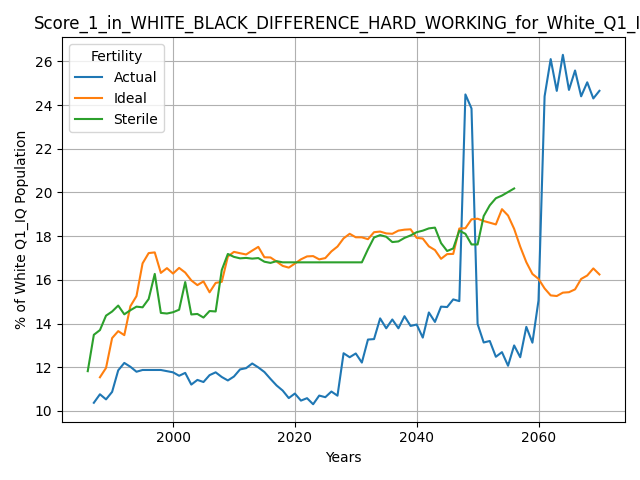 Score_1_in_WHITE_BLACK_DIFFERENCE_HARD_WORKING_for_White_Q1_I
Fertility
Actual
Ideal
Sterile
% of White Q1_IQ Population
26
24
22
20
18
16
14
12
10
2000
2020
2040
2060
Years